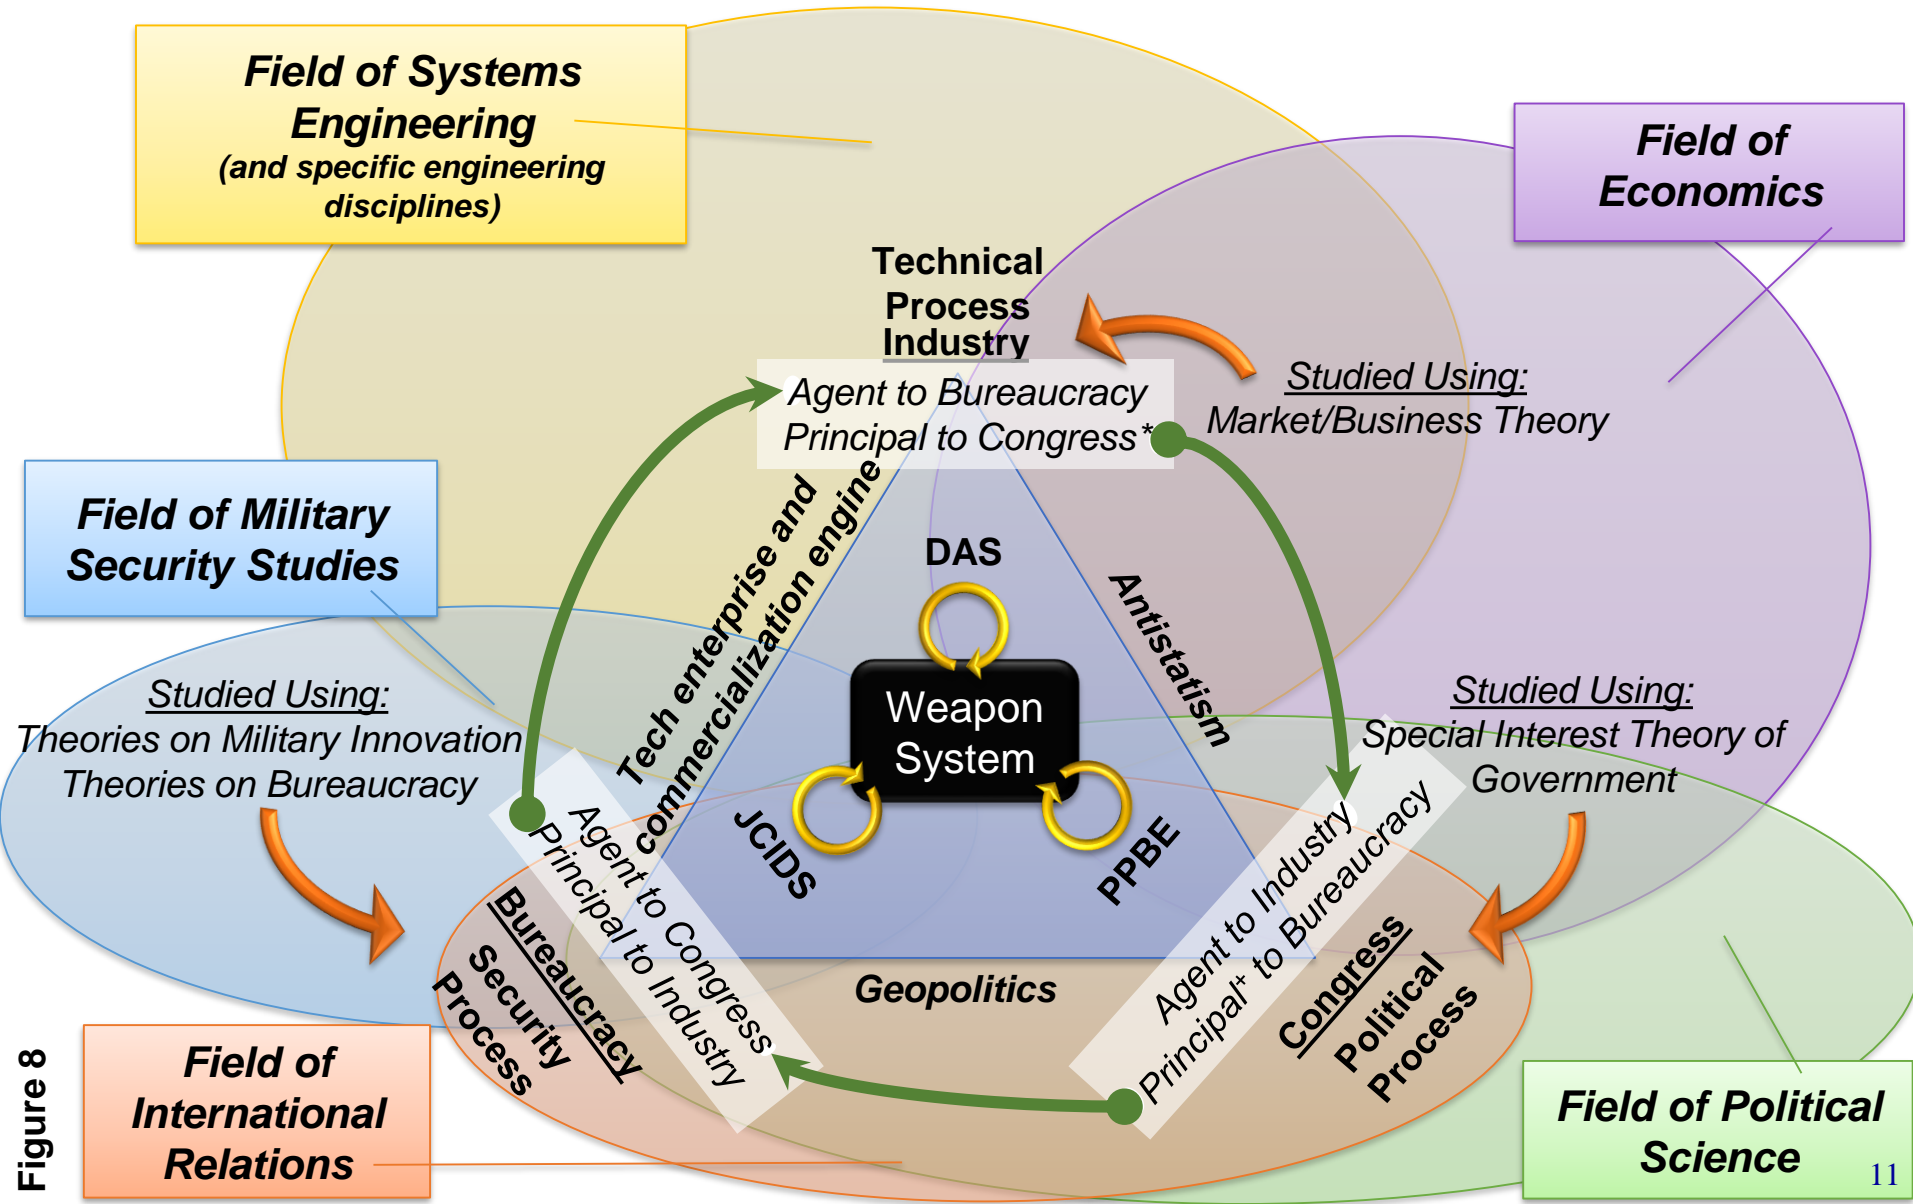 Field of Systems
Engineering
(and specific engineering
disciplines)
Field of
Economics
Technical
Process
Industry
Agent to Bureaucracy
Principal to Congress*
Studied Using:
Market/Business Theory
Field of Military
Security Studies
Tech enterprise and
commercialization engine
DAS
Antistatism
Weapon
System
JCIDS
PPBE
Studied Using:
Theories on Military Innovation
Theories on Bureaucracy
Studied Using:
Special Interest Theory of
Government
Agent to Congress
Principal to Industry
Bureaucracy
Security
Process
Geopolitics
Agent to Industry
Principal+ to Bureaucracy
Congress
Political
Process
Figure 8
Field of
International
Relations
Field of Political
Science
11